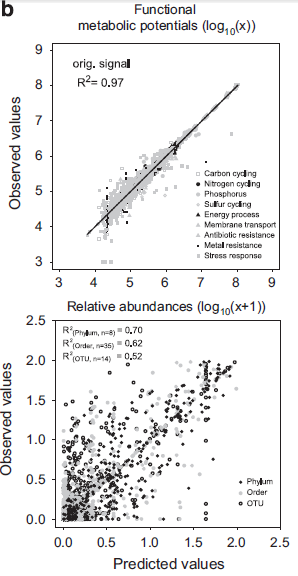 b
Functional
metabolic potentials (log10(x))
9
8
7
6
5
4
3
Observed values
orig. signal
R2= 0.97
Carbon cycling
Nitrogen cycling
Phosphorus
Sulfur cycling
Energy process
Membrane transport
Antibiotic resistance
Metal resistance
Stress response
3 4 5 6 7 8 9
Relative abundances (log10(x+1))
2.5
2.0
1.5
1.0
0.5
0.0
Observed values
R2(Phylum, n=8) = 0.70
R2(Order, n=35) = 0.62
R2(OTU, n=14) = 0.52
Phylum
Order
OTU
0.0 0.5 1.0 1.5 2.0 2.5
Predicted values